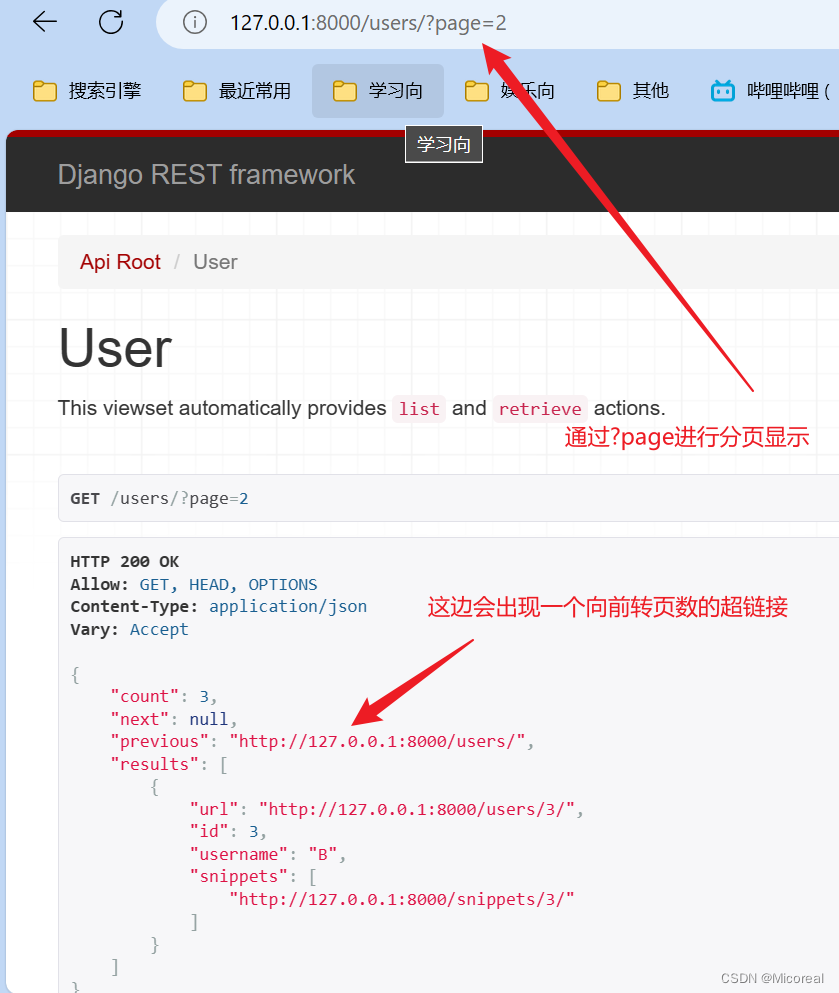 127.0.0.1:8000/users/?page=2
搜索引擎 最近常用 学习向 娱乐向 其他 哔哩哔哩 (
学习向
Django REST framework
Api Root / User
User
This viewset automatically provides list and retrieve actions.
通过?page进行分页显示
GET /users/?page=2
HTTP 200 OK
Allow: GET, HEAD, OPTIONS
Content-Type: application/json
这边会出现一个向前转页数的超链接
Vary: Accept
{
    "count": 3,
    "next": null,
    "previous": "http://127.0.0.1:8000/users/",
    "results": [
        {
            "url": "http://127.0.0.1:8000/users/3/",
            "id": 3,
            "username": "B",
            "snippets": [
                "http://127.0.0.1:8000/snippets/3/"
            ]
        }
    ]
}
CSDN @Micoreal